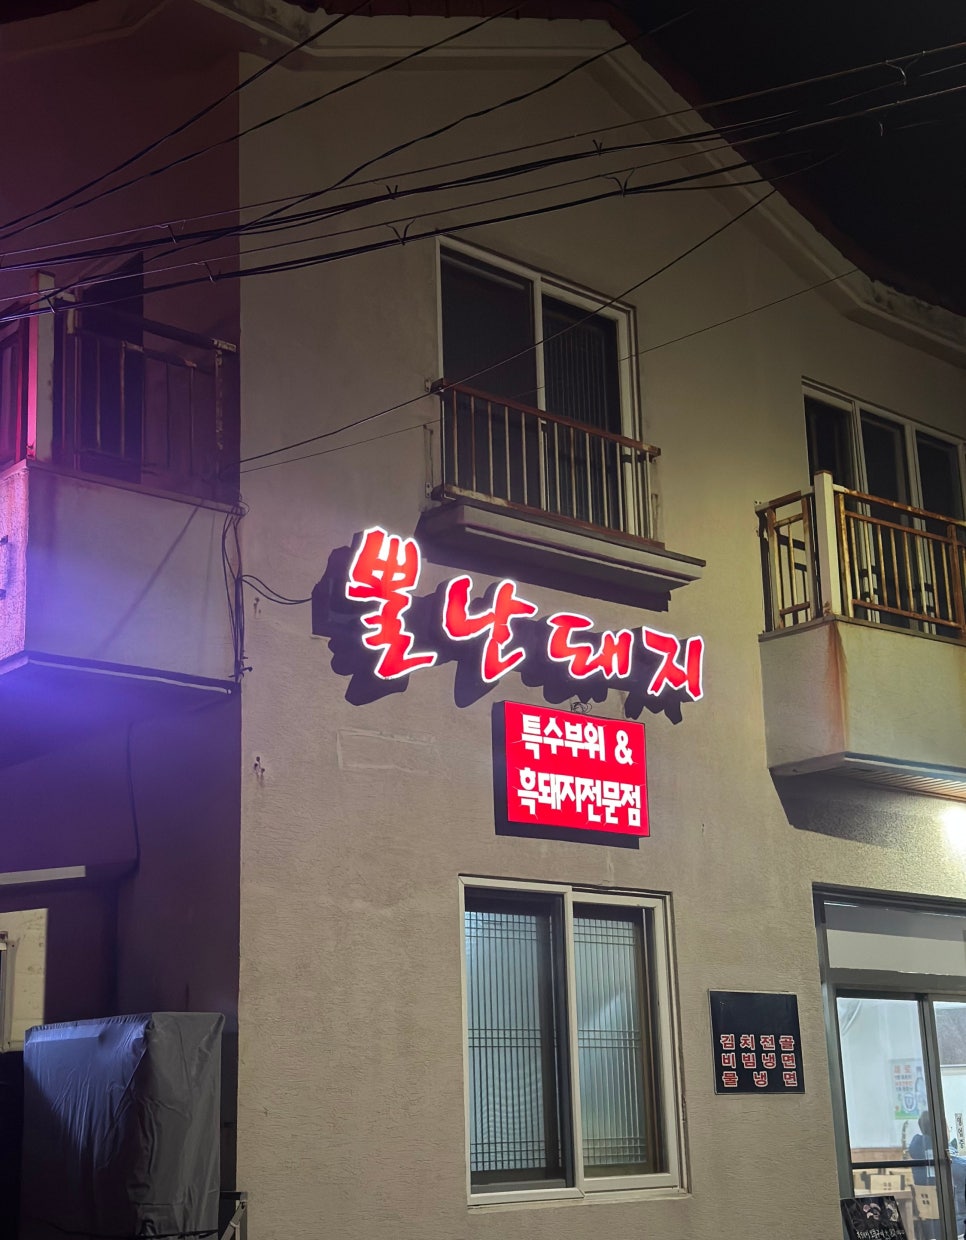 뿔난돼지
특수부위 &
흑돼지전문점
김치전골
비빔냉면
물냉면